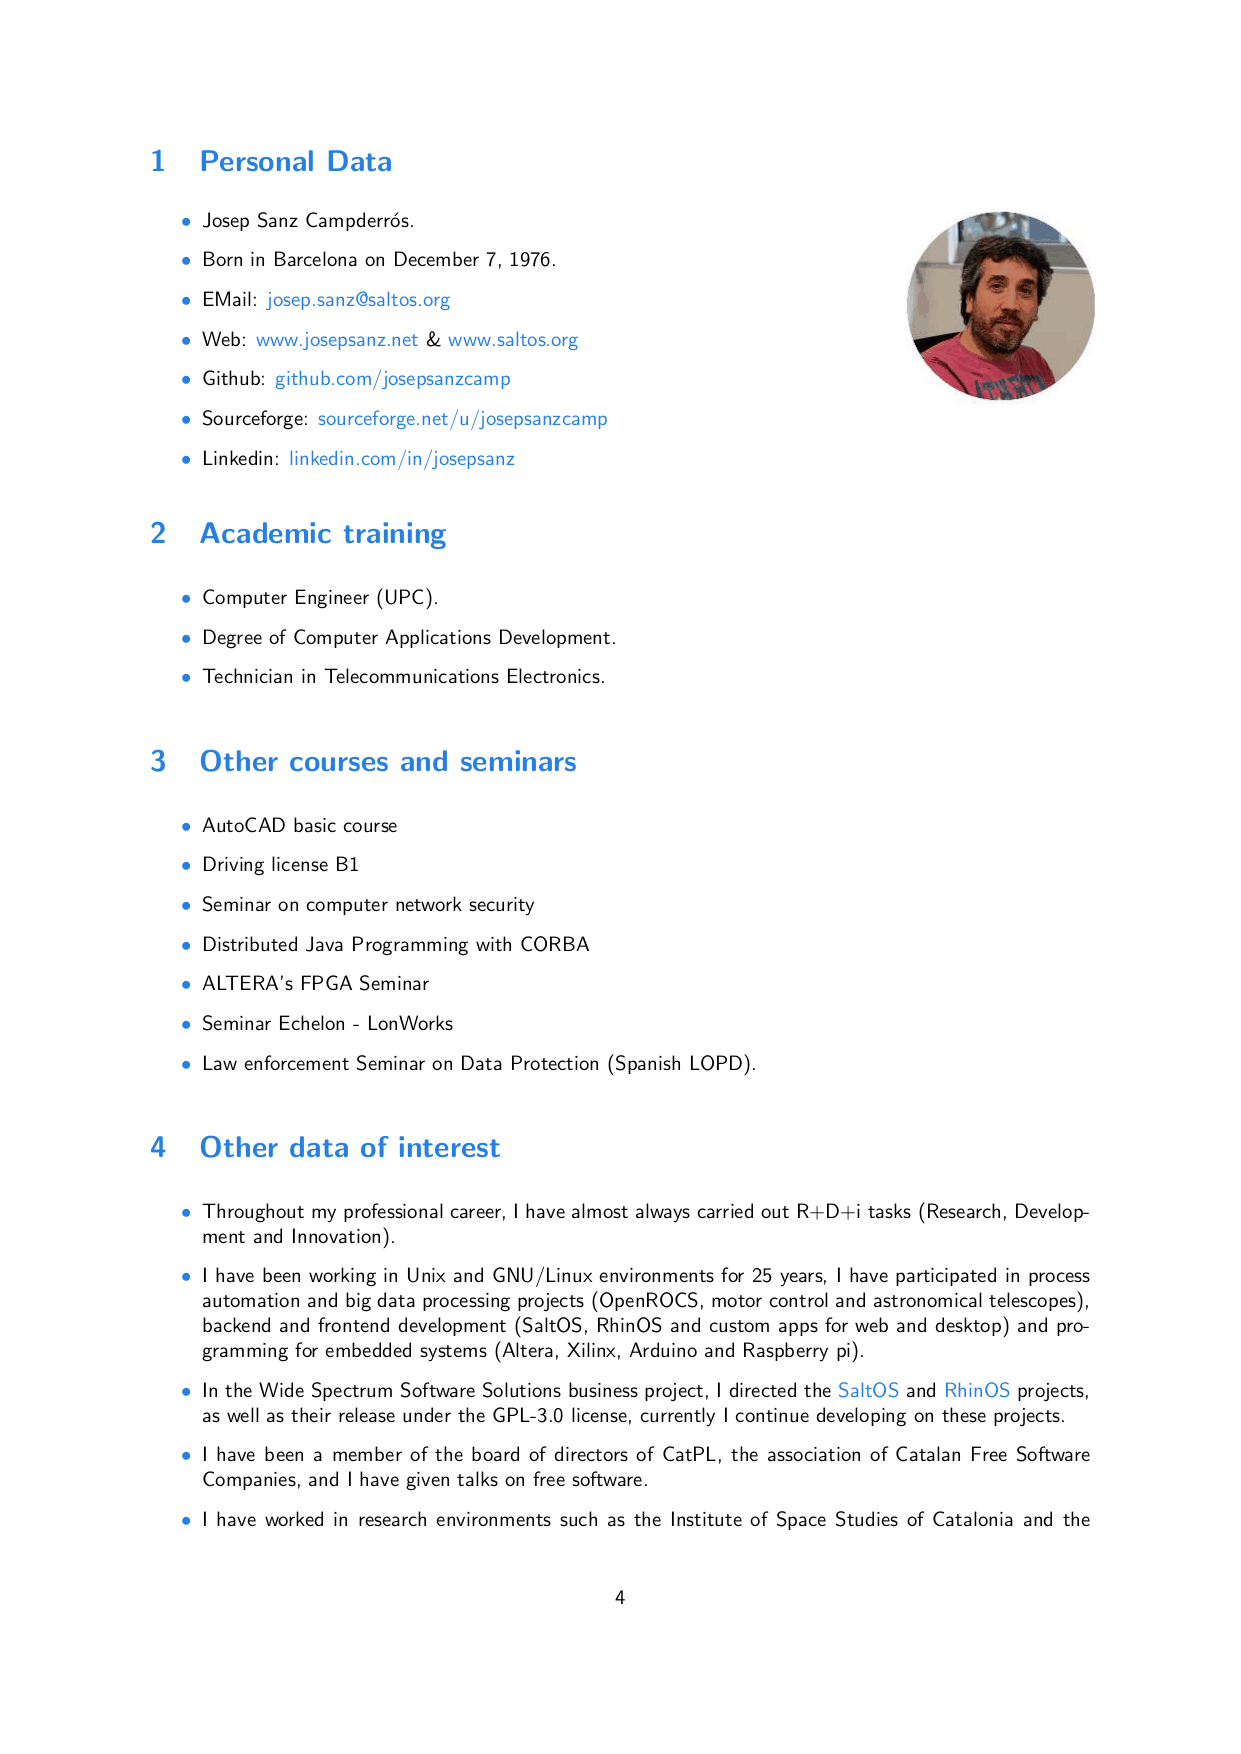 1 Personal Data
• Josep Sanz Campderrós.
• Born in Barcelona on December 7, 1976.
• EMail: josep.sanz@saltos.org
• Web: www.josepsanz.net & www.saltos.org
• Github: github.com/josepsanzcamp
• Sourceforge: sourceforge.net/u/josepsanzcamp
• Linkedin: linkedin.com/in/josepsanz
2 Academic training
• Computer Engineer (UPC).
• Degree of Computer Applications Development.
• Technician in Telecommunications Electronics.
3 Other courses and seminars
• AutoCAD basic course
• Driving license B1
• Seminar on computer network security
• Distributed Java Programming with CORBA
• ALTERA's FPGA Seminar
• Seminar Echelon - LonWorks
• Law enforcement Seminar on Data Protection (Spanish LOPD).
4 Other data of interest
• Throughout my professional career, I have almost always carried out R+D+i tasks (Research, Develop-
ment and Innovation).
• I have been working in Unix and GNU/Linux environments for 25 years, I have participated in process
automation and big data processing projects (OpenROCS, motor control and astronomical telescopes),
backend and frontend development (SaltOS, RhinOS and custom apps for web and desktop) and pro-
gramming for embedded systems (Altera, Xilinx, Arduino and Raspberry pi).
• In the Wide Spectrum Software Solutions business project, I directed the SaltOS and RhinOS projects,
as well as their release under the GPL-3.0 license, currently I continue developing on these projects.
• I have been a member of the board of directors of CatPL, the association of Catalan Free Software
Companies, and I have given talks on free software.
• I have worked in research environments such as the Institute of Space Studies of Catalonia and the
4